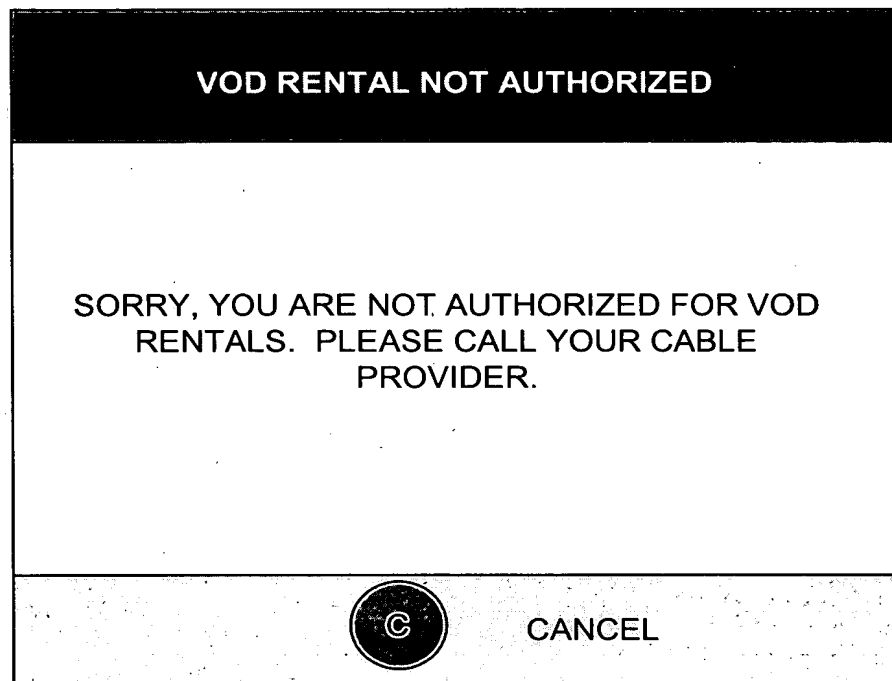 VOD RENTAL NOT AUTHORIZED
SORRY, YOU ARE NOT AUTHORIZED FOR VOD
RENTALS.  PLEASE CALL YOUR CABLE
PROVIDER.
C CANCEL